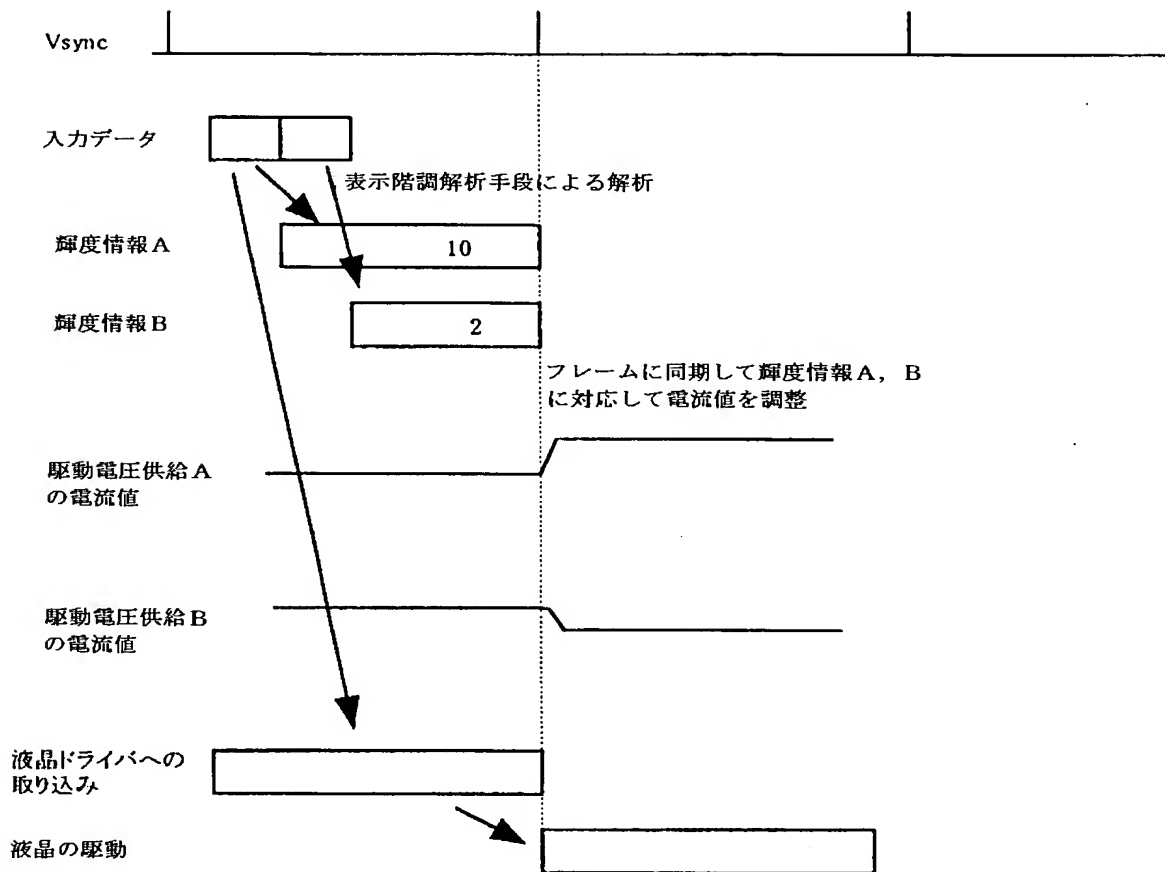 Vsync
入力データ
表示階調解析手段による解析
輝度情報A
10
輝度情報B
2
フレームに同期して輝度情報A，B
に対応して電流値を調整
駆動電圧供給A
の電流値
駆動電圧供給B
の電流値
液晶ドライバへの
取り込み
液晶の駆動